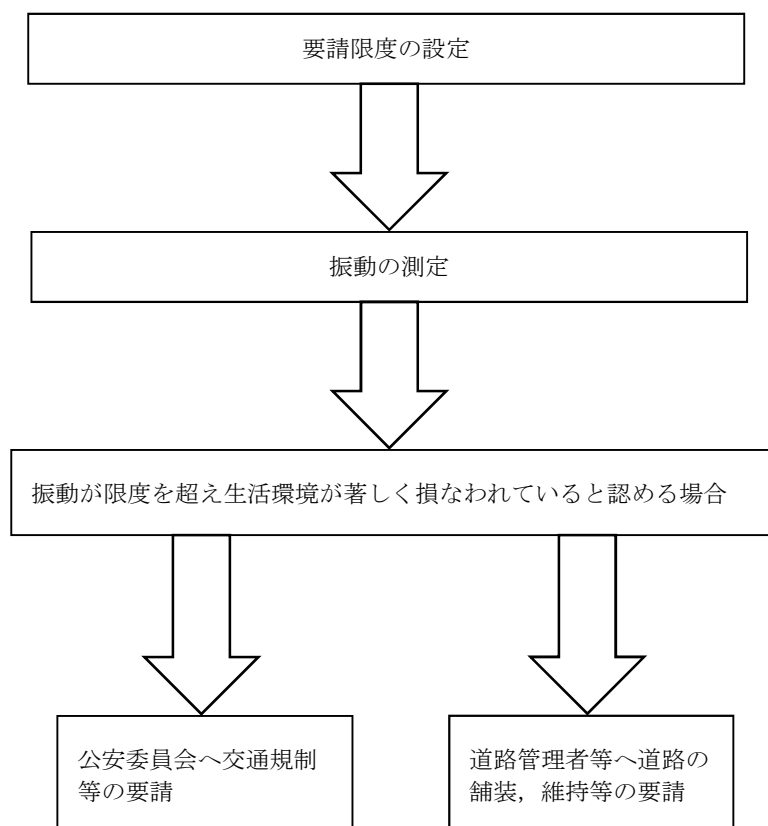 要請限度の設定
振動の測定
振動が限度を超え生活環境が著しく損なわれていると認める場合
公安委員会へ交通規制
等の要請
道路管理者等へ道路の
舗装，維持等の要請